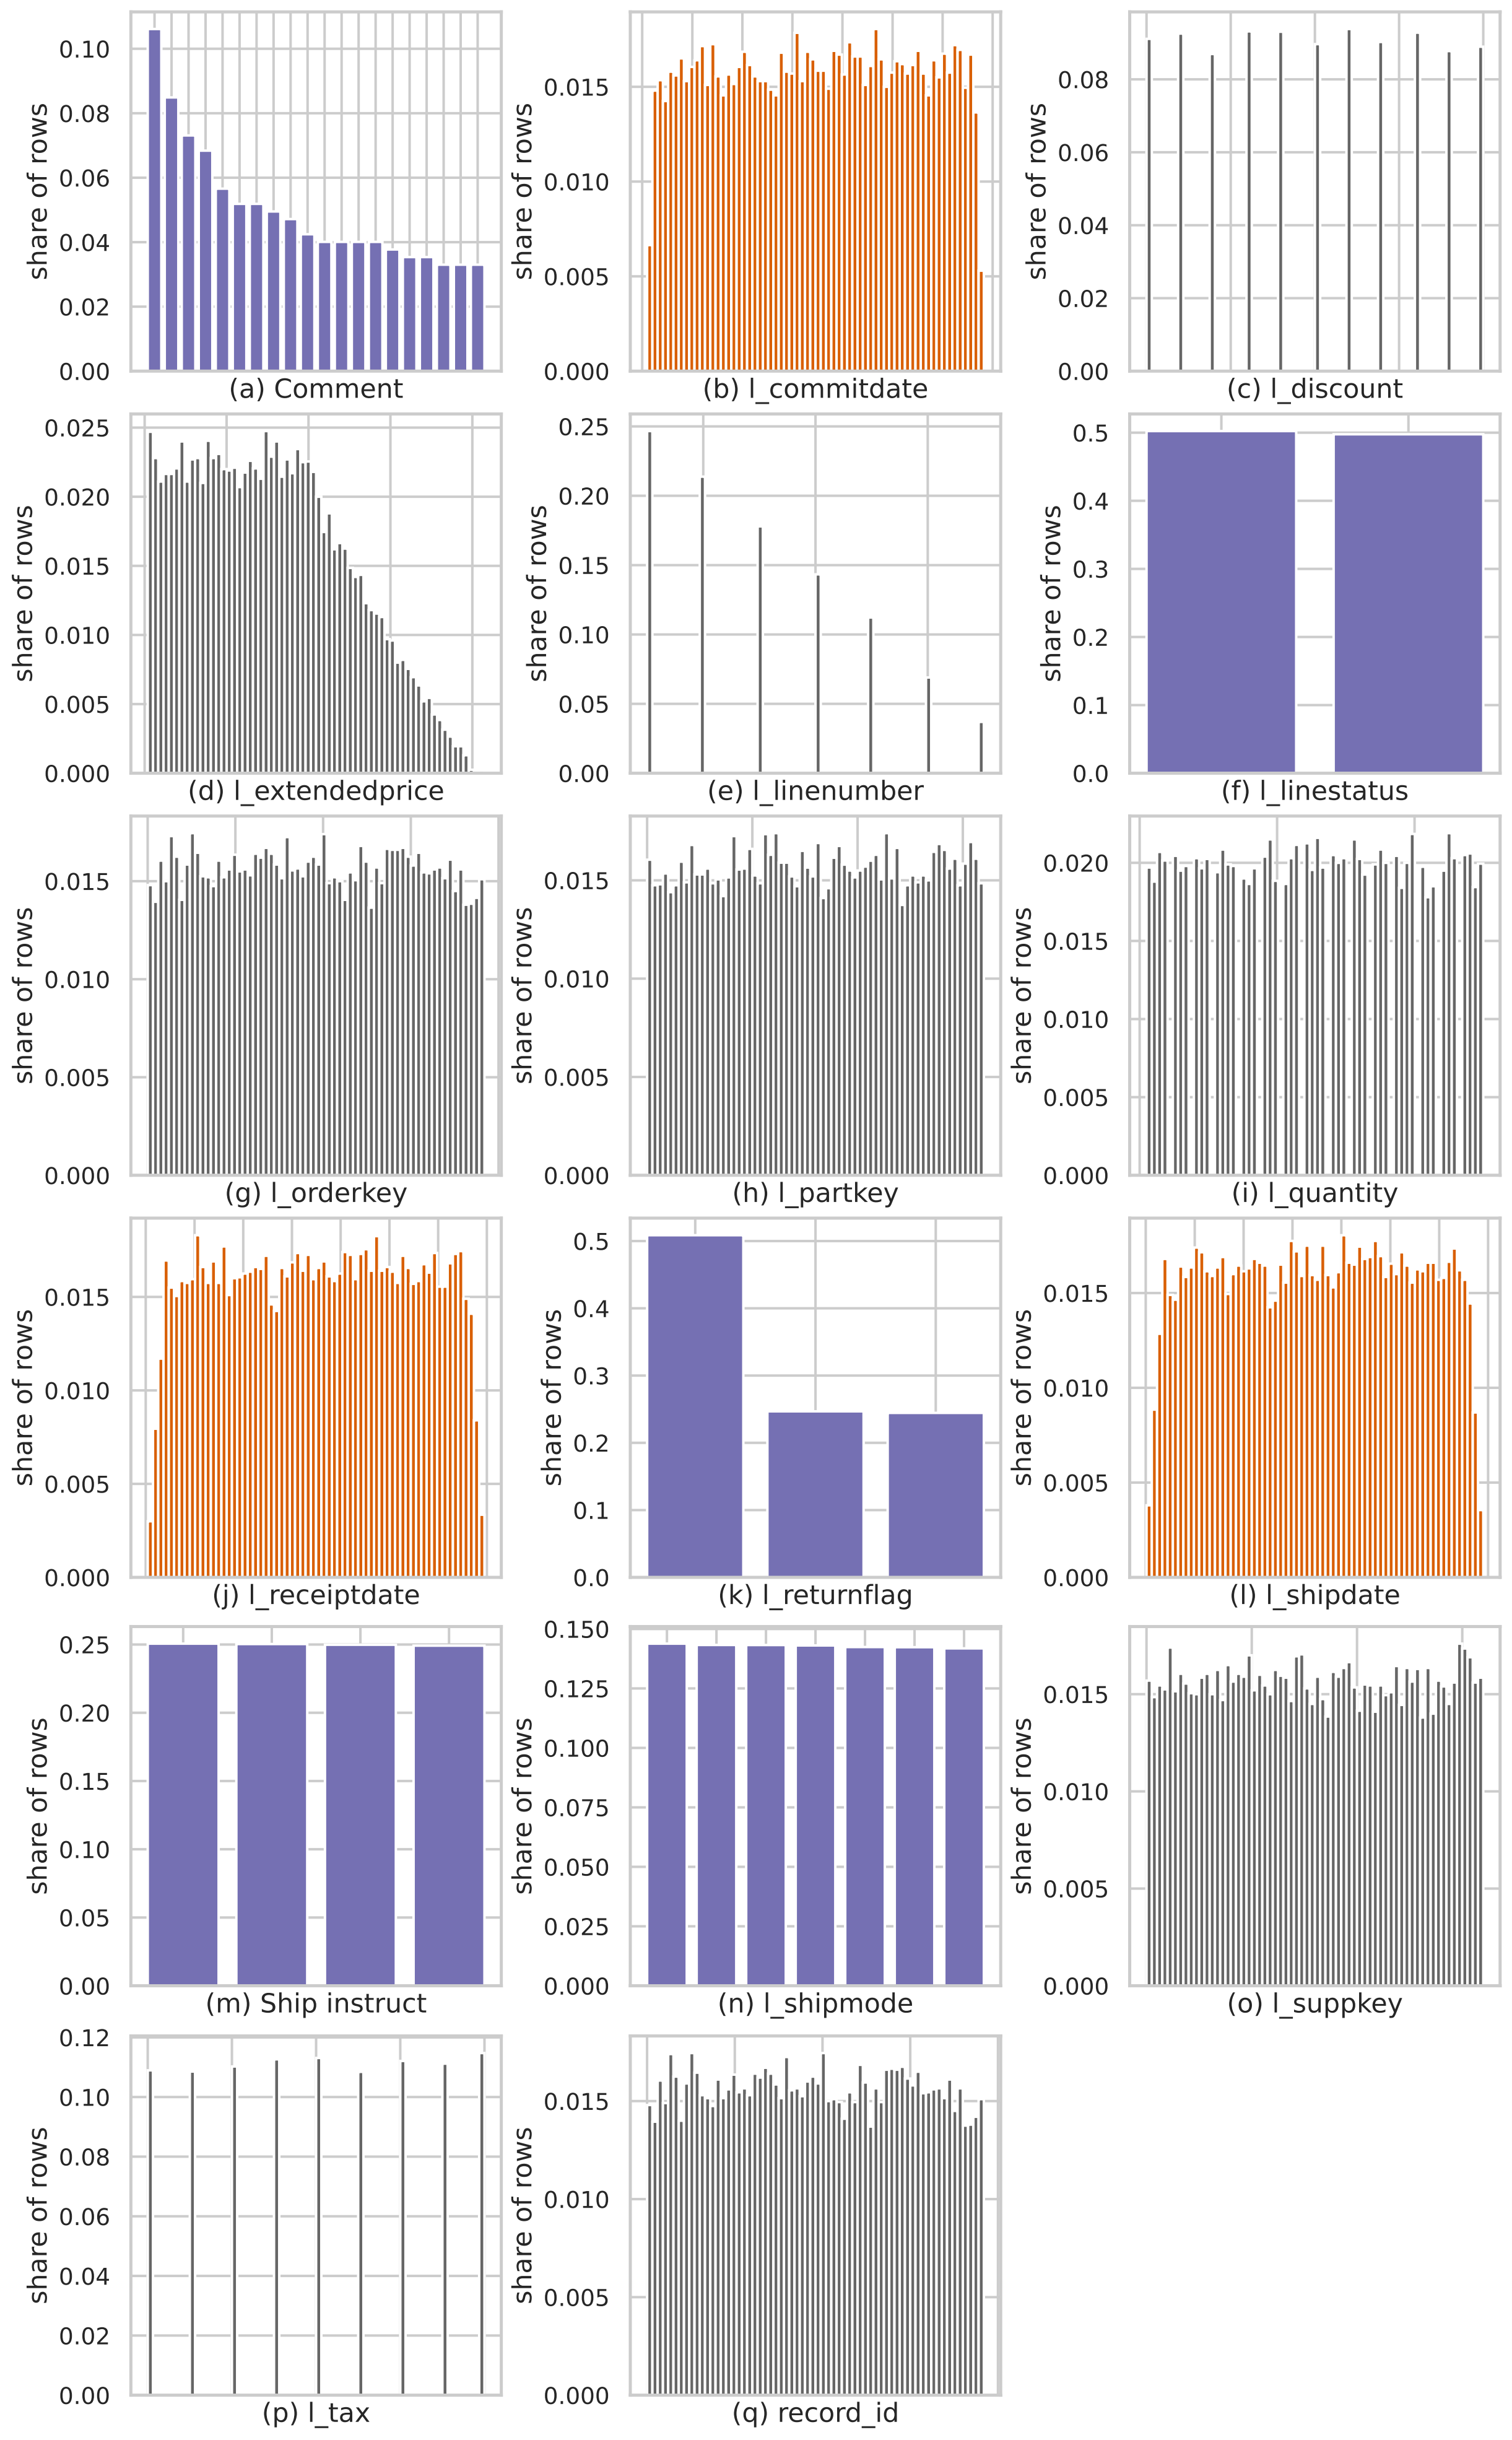 0.10
0.08
0.06
0.04
0.02
0.00
share of rows
(a) Comment
0.015
0.010
0.005
0.000
share of rows
(b) l_commitdate
0.08
0.06
0.04
0.02
0.00
share of rows
(c) l_discount
0.025
0.020
0.015
0.010
0.005
0.000
share of rows
(d) l_extendedprice
0.25
0.20
0.15
0.10
0.05
0.00
share of rows
(e) l_linenumber
0.5
0.4
0.3
0.2
0.1
0.0
share of rows
(f) l_linestatus
0.015
0.010
0.005
0.000
share of rows
(g) l_orderkey
0.015
0.010
0.005
0.000
share of rows
(h) l_partkey
0.020
0.015
0.010
0.005
0.000
share of rows
(i) l_quantity
0.015
0.010
0.005
0.000
share of rows
(j) l_receiptdate
0.5
0.4
0.3
0.2
0.1
0.0
share of rows
(k) l_returnflag
0.015
0.010
0.005
0.000
share of rows
(l) l_shipdate
0.25
0.20
0.15
0.10
0.05
0.00
share of rows
(m) Ship instruct
0.150
0.125
0.100
0.075
0.050
0.025
0.000
share of rows
(n) l_shipmode
0.015
0.010
0.005
0.000
share of rows
(o) l_suppkey
0.12
0.10
0.08
0.06
0.04
0.02
0.00
share of rows
(p) l_tax
0.015
0.010
0.005
0.000
share of rows
(q) record_id